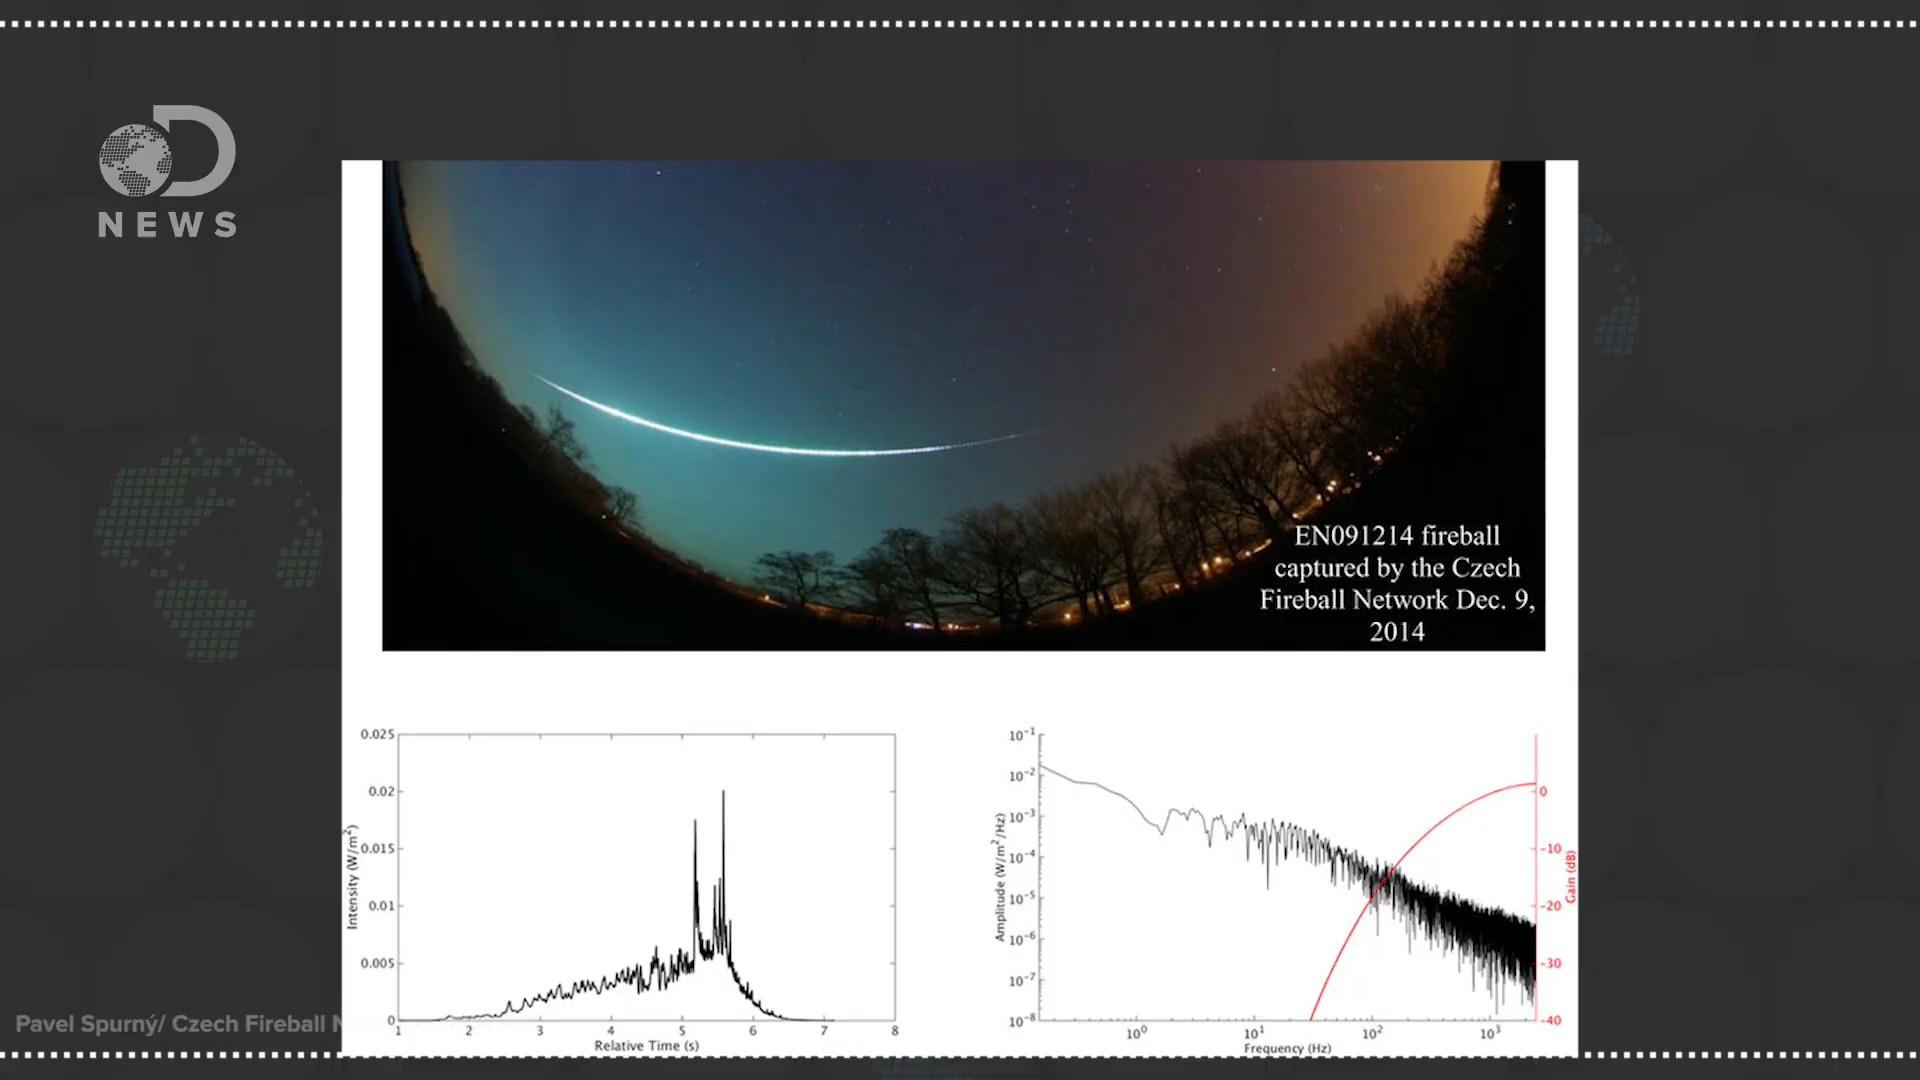 NEWS
EN091214 fireball
captured by the Czech
Fireball Network Dec. 9,
2014
0.025
0.02
0.015
0.01
0.005
0
Intensity (W/m²)
1 2 3 4 5 6 7 8
Relative Time (s)
10⁻¹
10⁻²
10⁻³
10⁻⁴
10⁻⁵
10⁻⁶
10⁻⁷
10⁻⁸
Amplitude (W/m²/Hz)
10⁰ 10¹ 10² 10³
Frequency (Hz)
0
-10
-20
-30
-40
Gain (dB)
Pavel Spurný/ Czech Fireball